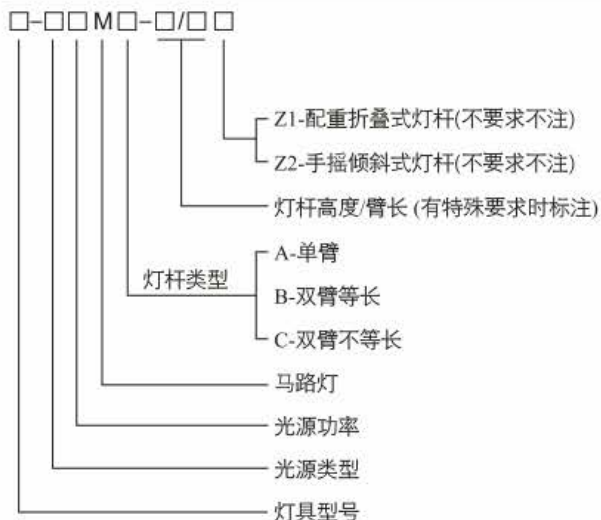 □-□□M□-□/□□
Z1-配重折叠式灯杆(不要求不注)
Z2-手摇倾斜式灯杆(不要求不注)
灯杆高度/臂长 (有特殊要求时标注)
灯杆类型
A-单臂
B-双臂等长
C-双臂不等长
马路灯
光源功率
光源类型
灯具型号